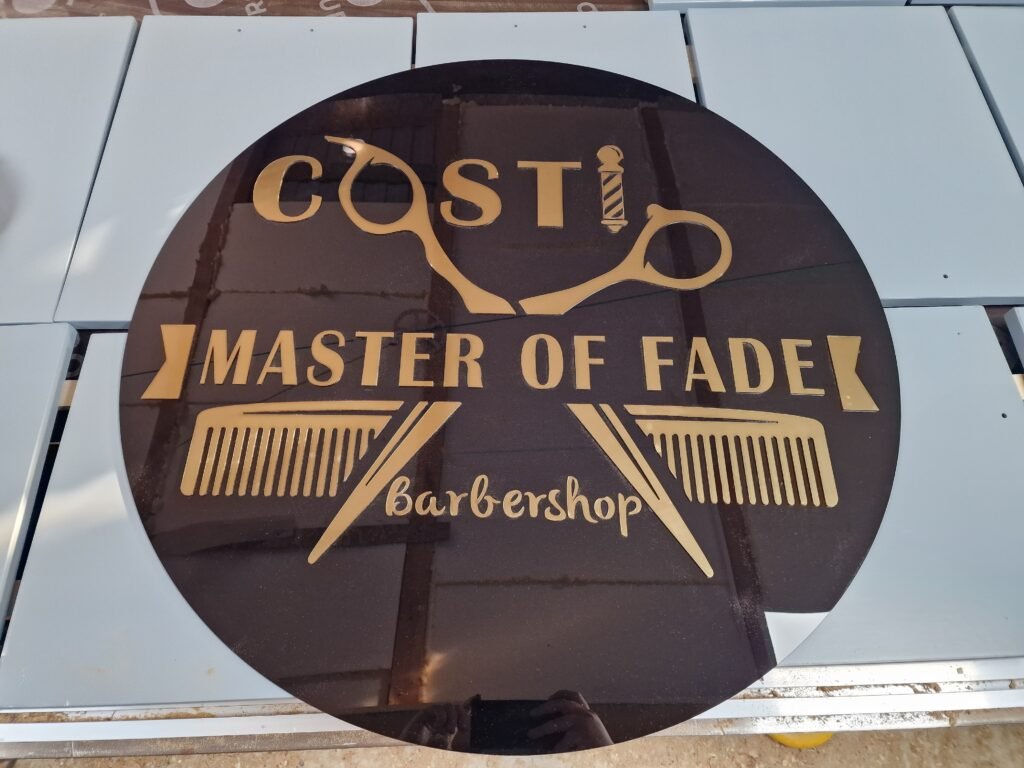 COSTI
MASTER OF FADE
Barbershop